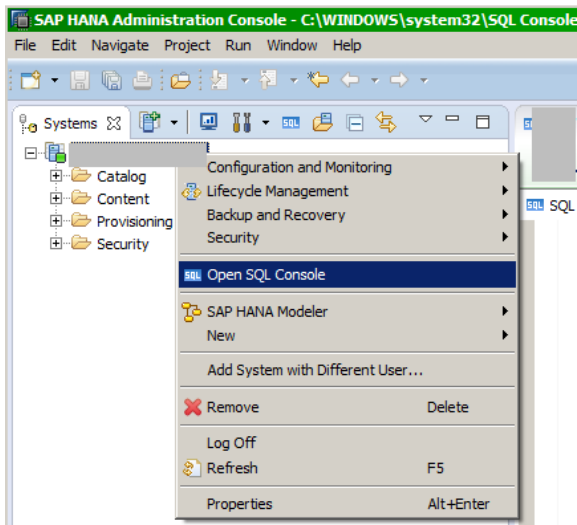 SAP HANA Administration Console - C:\WINDOWS\system32\SQL Console
File Edit Navigate Project Run Window Help
SQL
Systems
Configuration and Monitoring
Catalog
Lifecycle Management
Content
Backup and Recovery
SQL SQL
Provisioning
Security
Security
SQL Open SQL Console
SAP HANA Modeler
New
Add System with Different User...
Remove Delete
Log Off
Refresh F5
Properties Alt+Enter